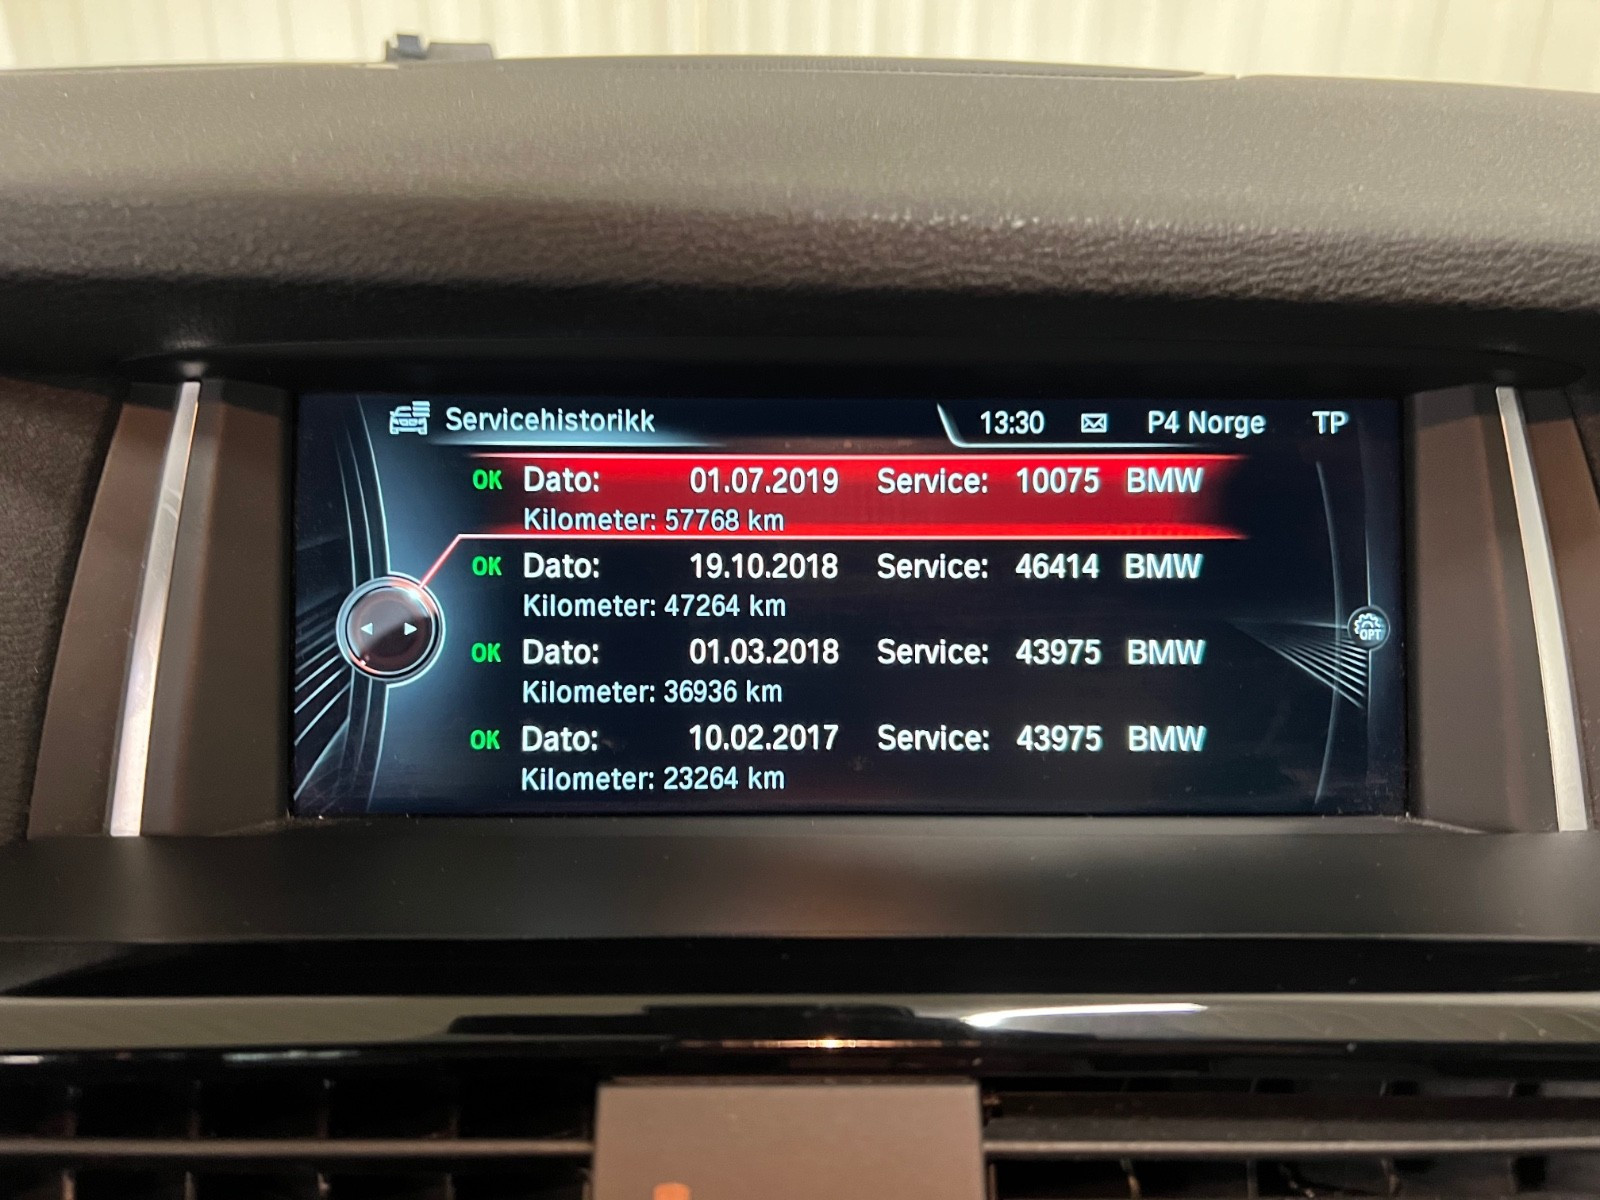 Servicehistorikk 13:30 P4 Norge TP
OK Dato: 01.07.2019 Service: 10075 BMW
Kilometer: 57768 km
OK Dato: 19.10.2018 Service: 46414 BMW
Kilometer: 47264 km
OK Dato: 01.03.2018 Service: 43975 BMW
Kilometer: 36936 km
OPT
OK Dato: 10.02.2017 Service: 43975 BMW
Kilometer: 23264 km